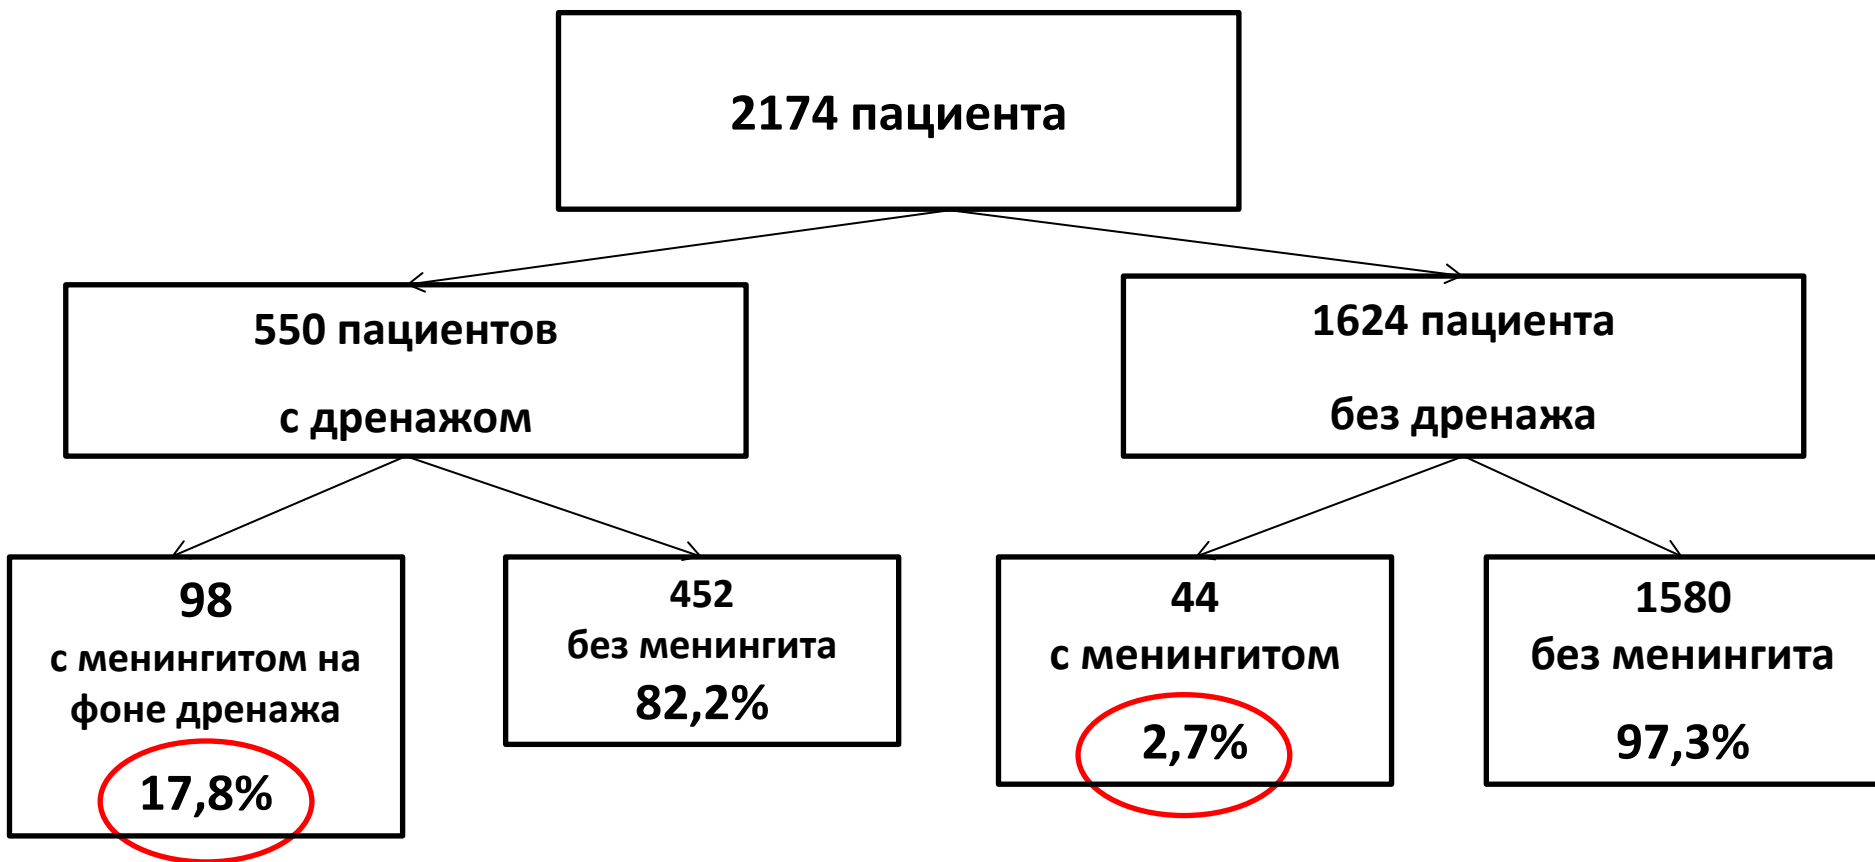 2174 пациента
550 пациентов
с дренажом
1624 пациента
без дренажа
98
с менингитом на
фоне дренажа
17,8%
452
без менингита
82,2%
44
с менингитом
2,7%
1580
без менингита
97,3%